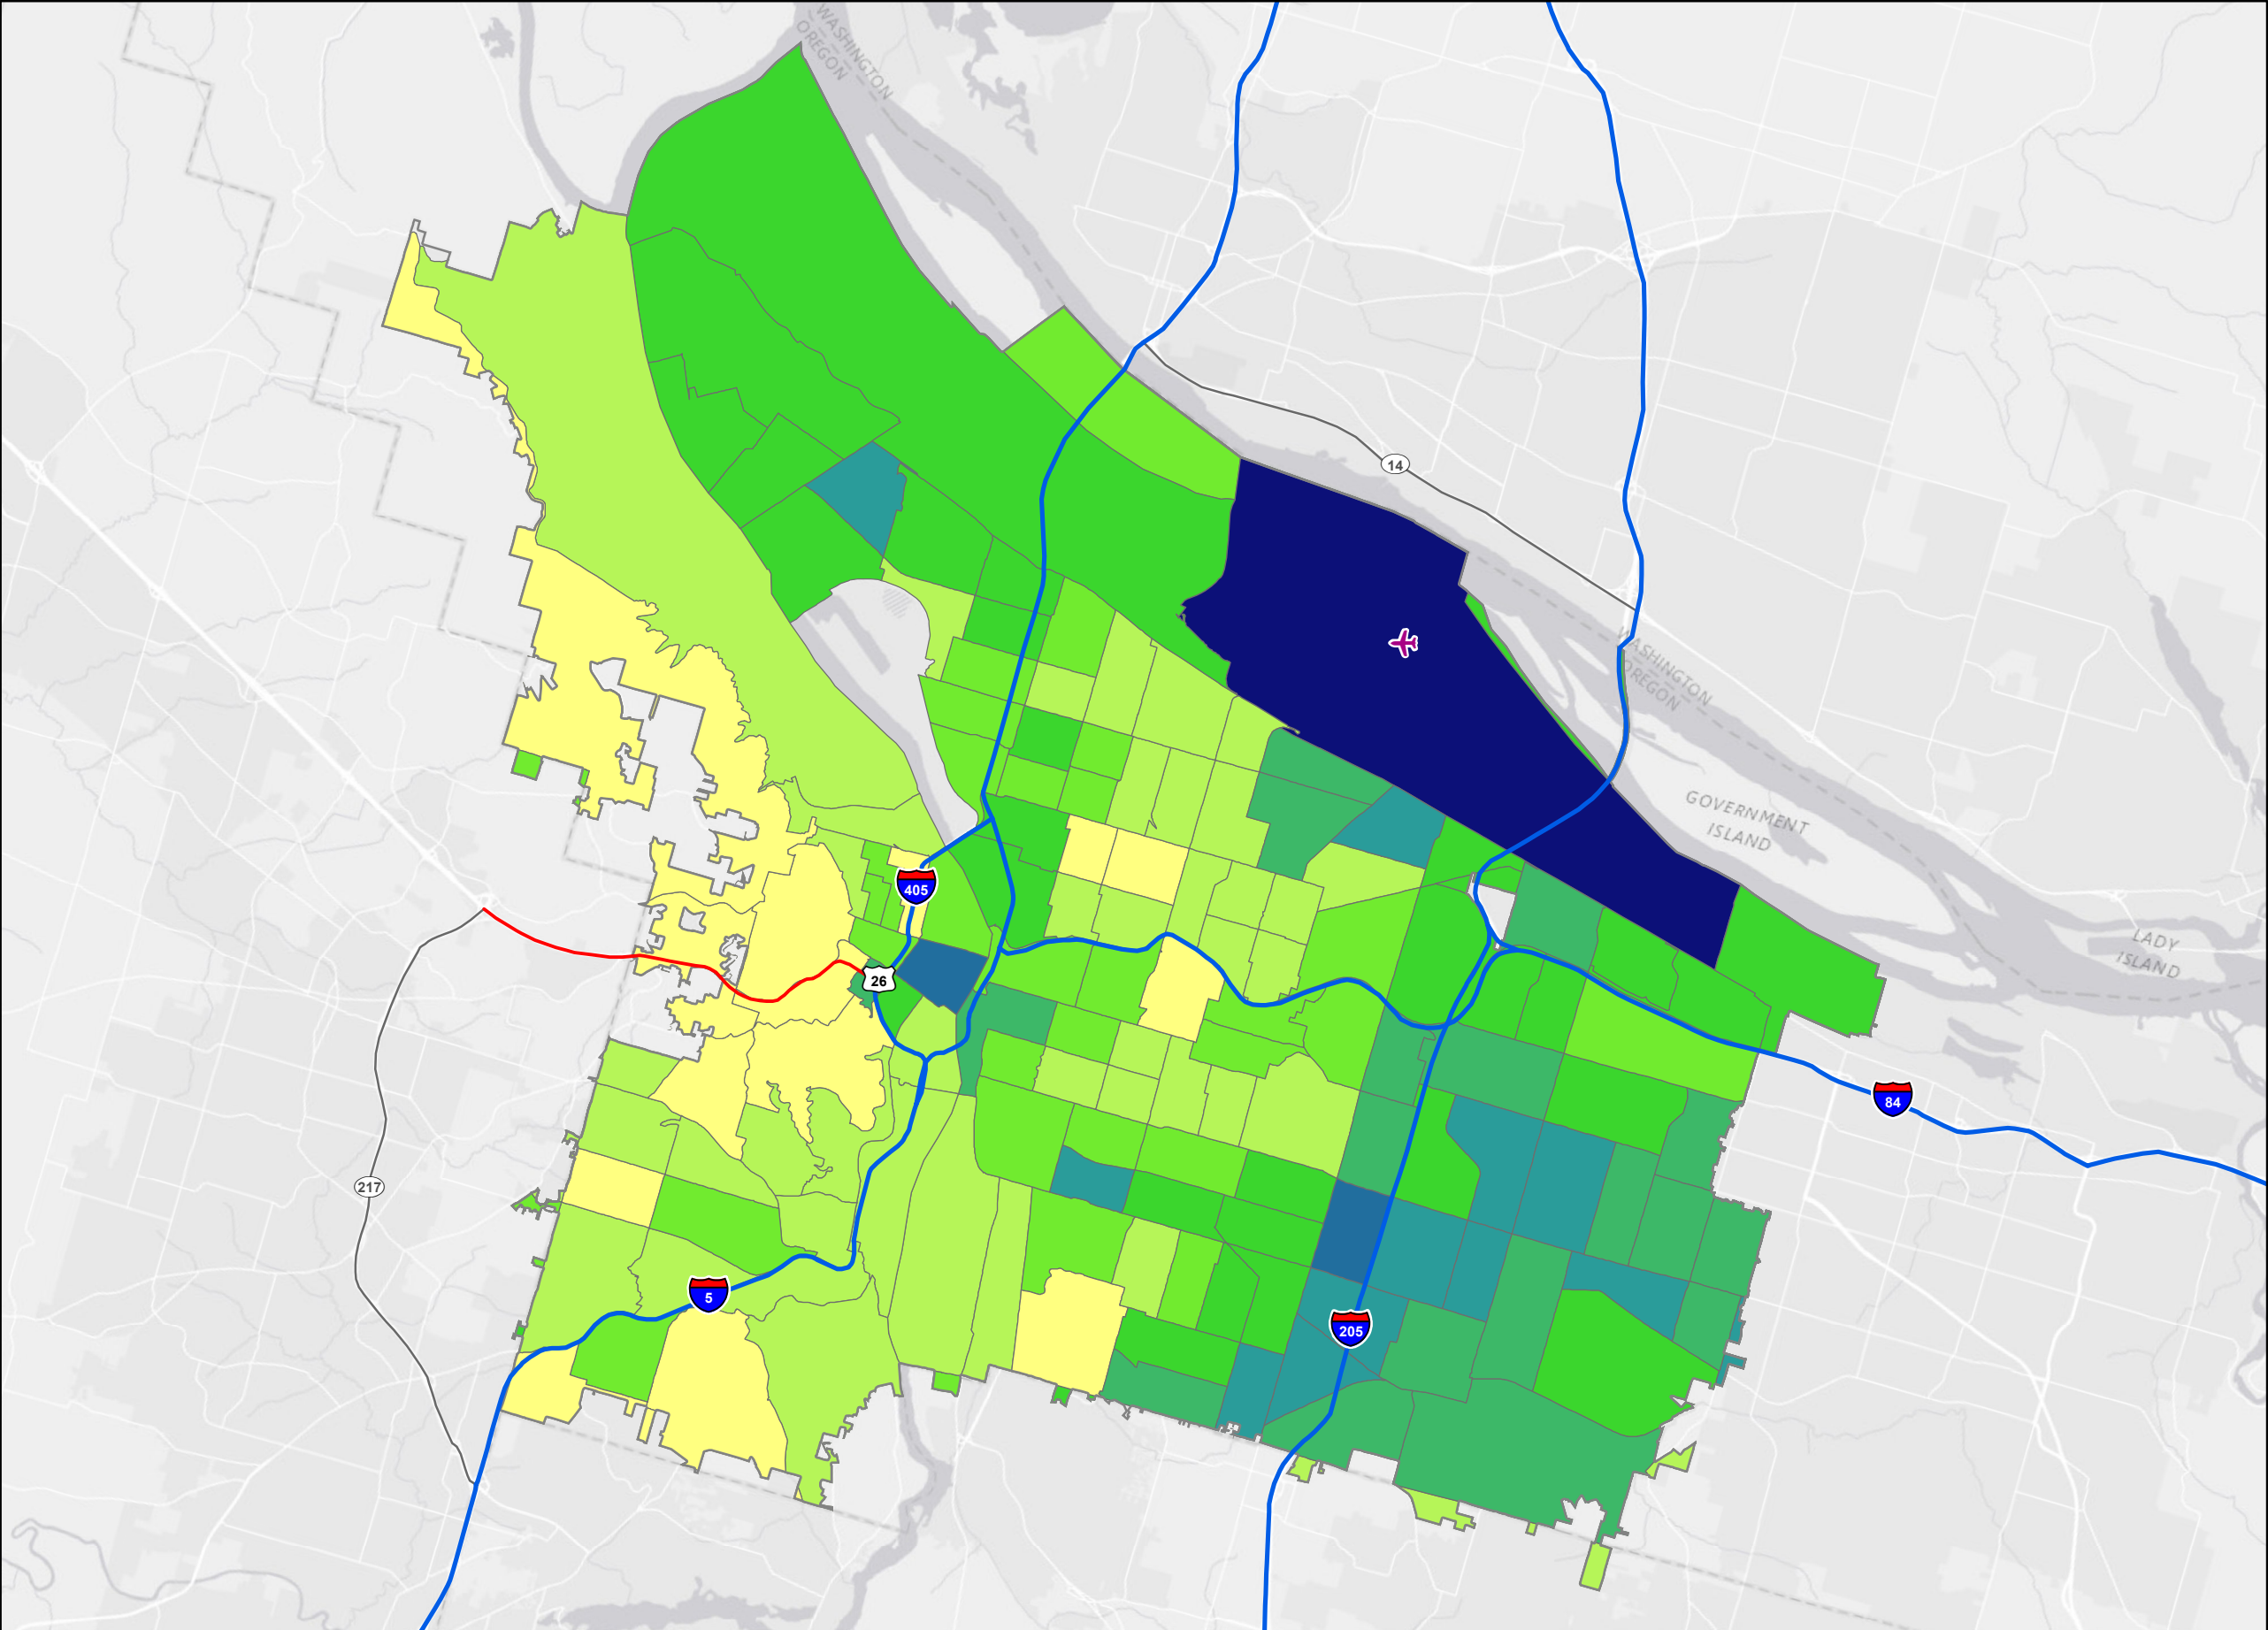 WASHINGTON
OREGON
14
WASHINGTON
OREGON
GOVERNMENT
ISLAND
405
LADY
ISLAND
26
84
217
5
205